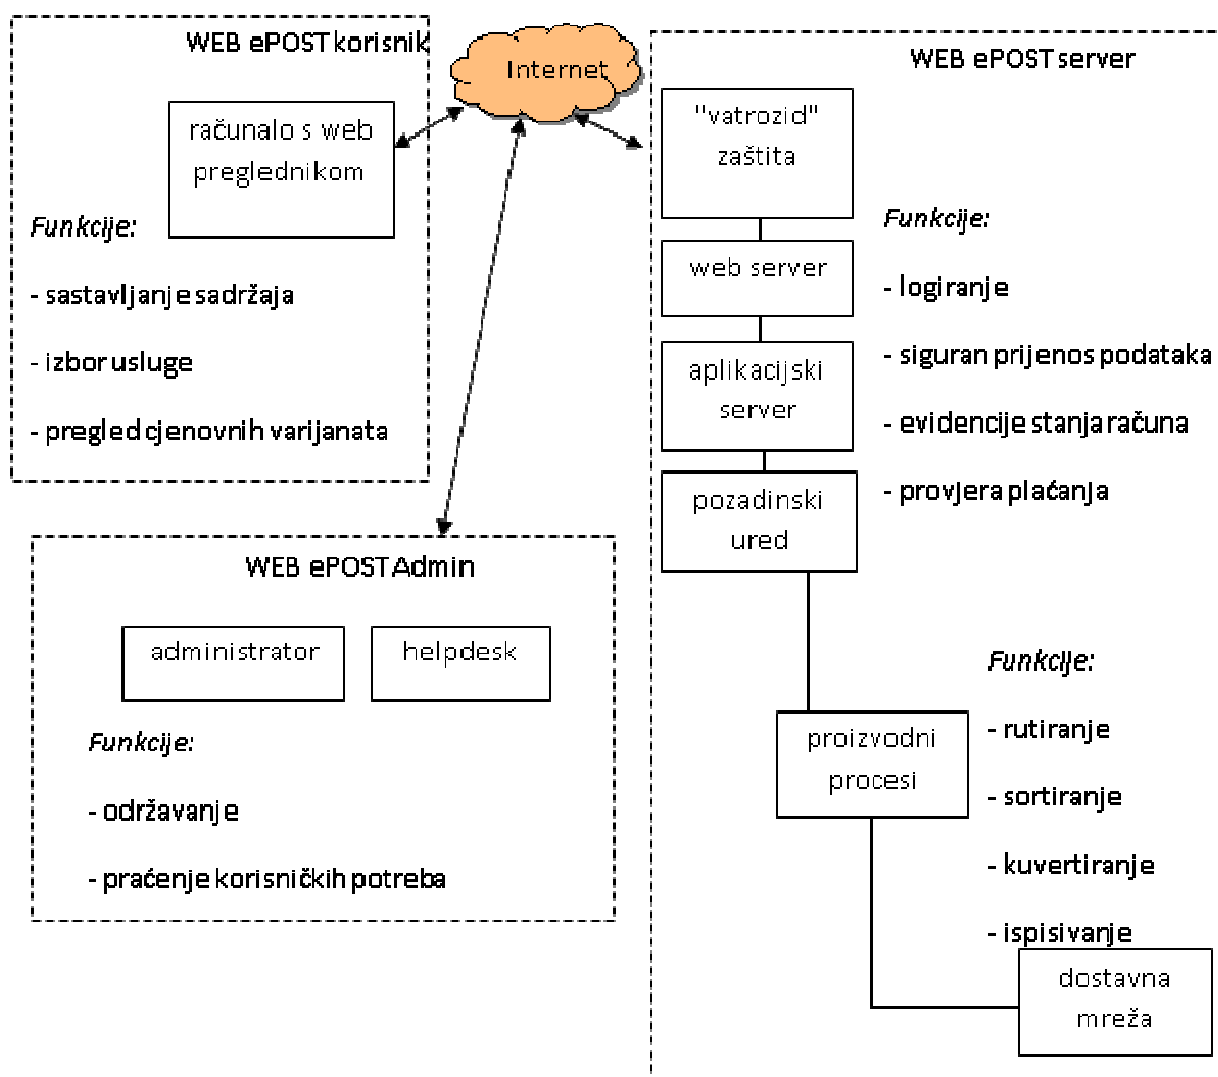 WEB ePOST korisnik
računalo s web
preglednikom
Funkcije:
- sastavljanje sadržaja
- izbor usluge
- pregled cjenovnih varijanata
Internet
WEB ePOST server
"vatrozid"
zaštita
web server
aplikacijski
server
pozadinski
ured
Funkcije:
- logiranje
- siguran prijenos podataka
- evidencije stanja računa
- provjera plaćanja
WEB ePOST Admin
administrator
helpdesk
Funkcije:
- održavanje
- praćenje korisničkih potreba
proizvodni
procesi
Funkcije:
- rutiranje
- sortiranje
- kuvertiranje
- ispisivanje
dostavna
mreža